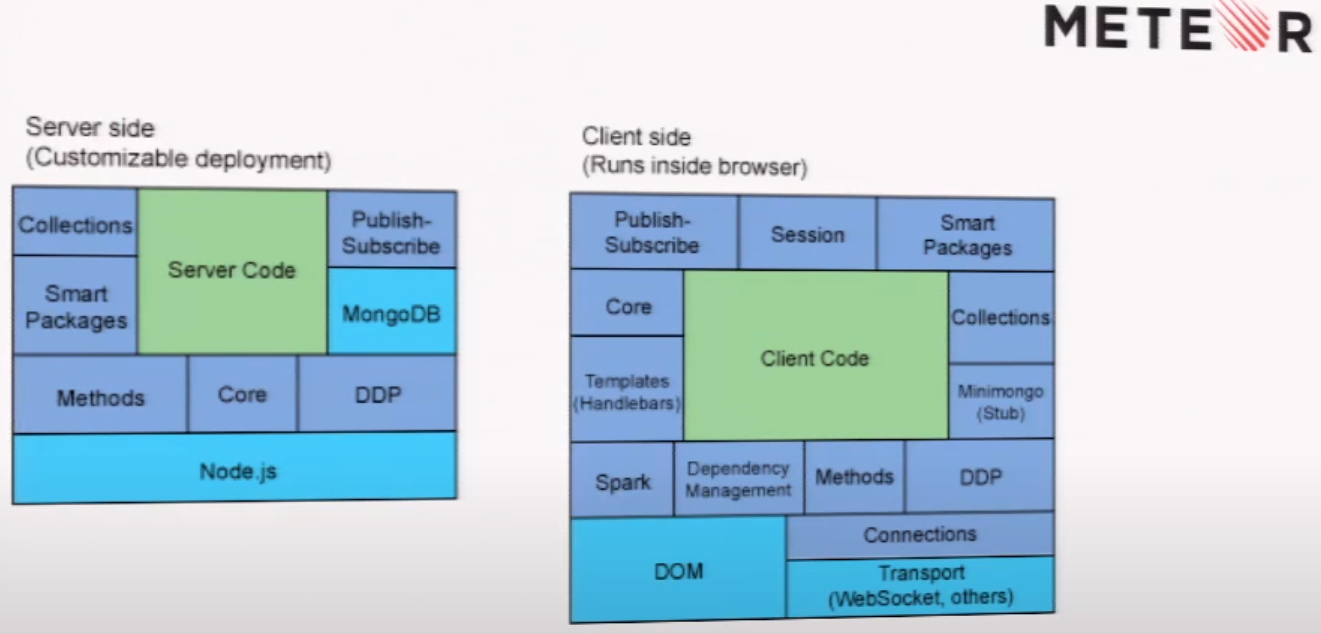 METEOR
Server side
(Customizable deployment)
Collections
Server Code
Publish-
Subscribe
Smart
Packages
MongoDB
Methods
Core
DDP
Node.js
Client side
(Runs inside browser)
Publish-
Subscribe
Session
Smart
Packages
Core
Client Code
Collections
Templates
(Handlebars)
Minimongo
(Stub)
Spark
Dependency
Management
Methods
DDP
Connections
DOM
Transport
(WebSocket, others)